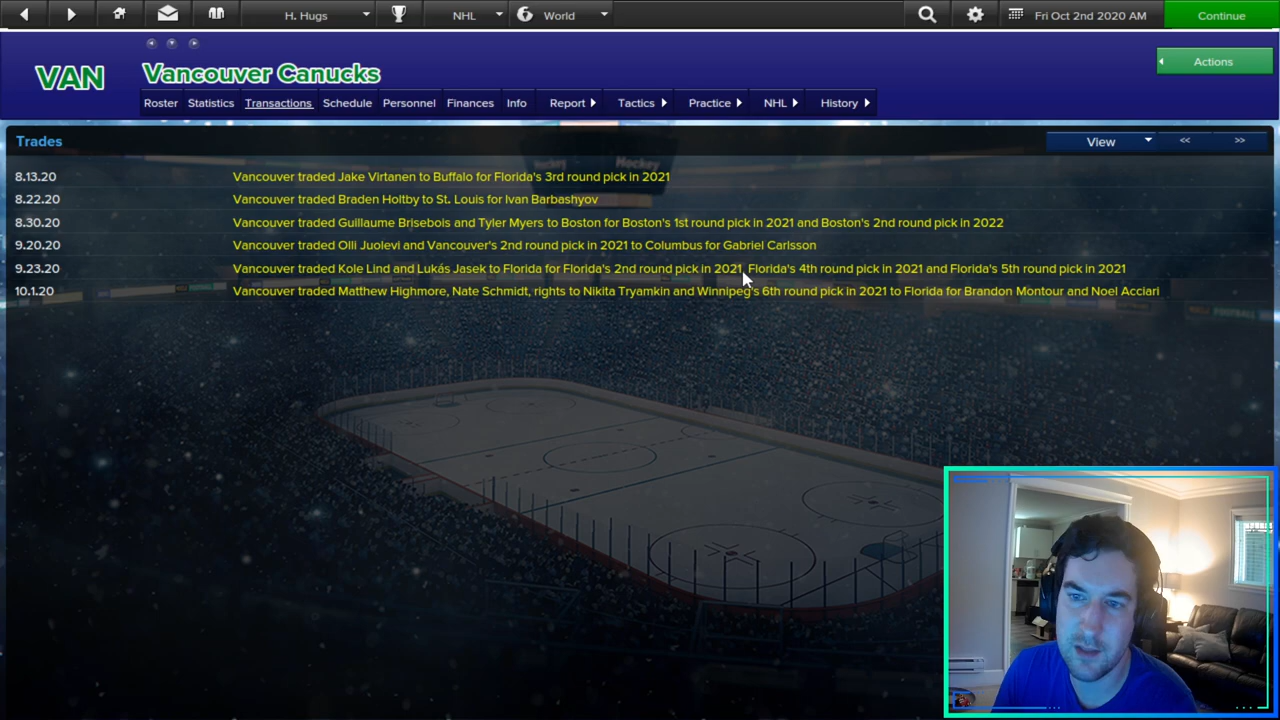 H. Hugs
NHL
World
Fri Oct 2nd 2020 AM
Continue
VAN
Vancouver Canucks
Actions
Roster Statistics Transactions Schedule Personnel Finances Info Report Tactics Practice NHL History
Trades
View
<< >>
8.13.20 Vancouver traded Jake Virtanen to Buffalo for Florida's 3rd round pick in 2021
8.22.20 Vancouver traded Braden Holtby to St. Louis for Ivan Barbashyov
8.30.20 Vancouver traded Guillaume Brisebois and Tyler Myers to Boston for Boston's 1st round pick in 2021 and Boston's 2nd round pick in 2022
9.20.20 Vancouver traded Olli Juolevi and Vancouver's 2nd round pick in 2021 to Columbus for Gabriel Carlsson
9.23.20 Vancouver traded Kole Lind and Lukás Jasek to Florida for Florida's 2nd round pick in 2021, Florida's 4th round pick in 2021 and Florida's 5th round pick in 2021
10.1.20 Vancouver traded Matthew Highmore, Nate Schmidt, rights to Nikita Tryamkin and Winnipeg's 6th round pick in 2021 to Florida for Brandon Montour and Noel Acciari